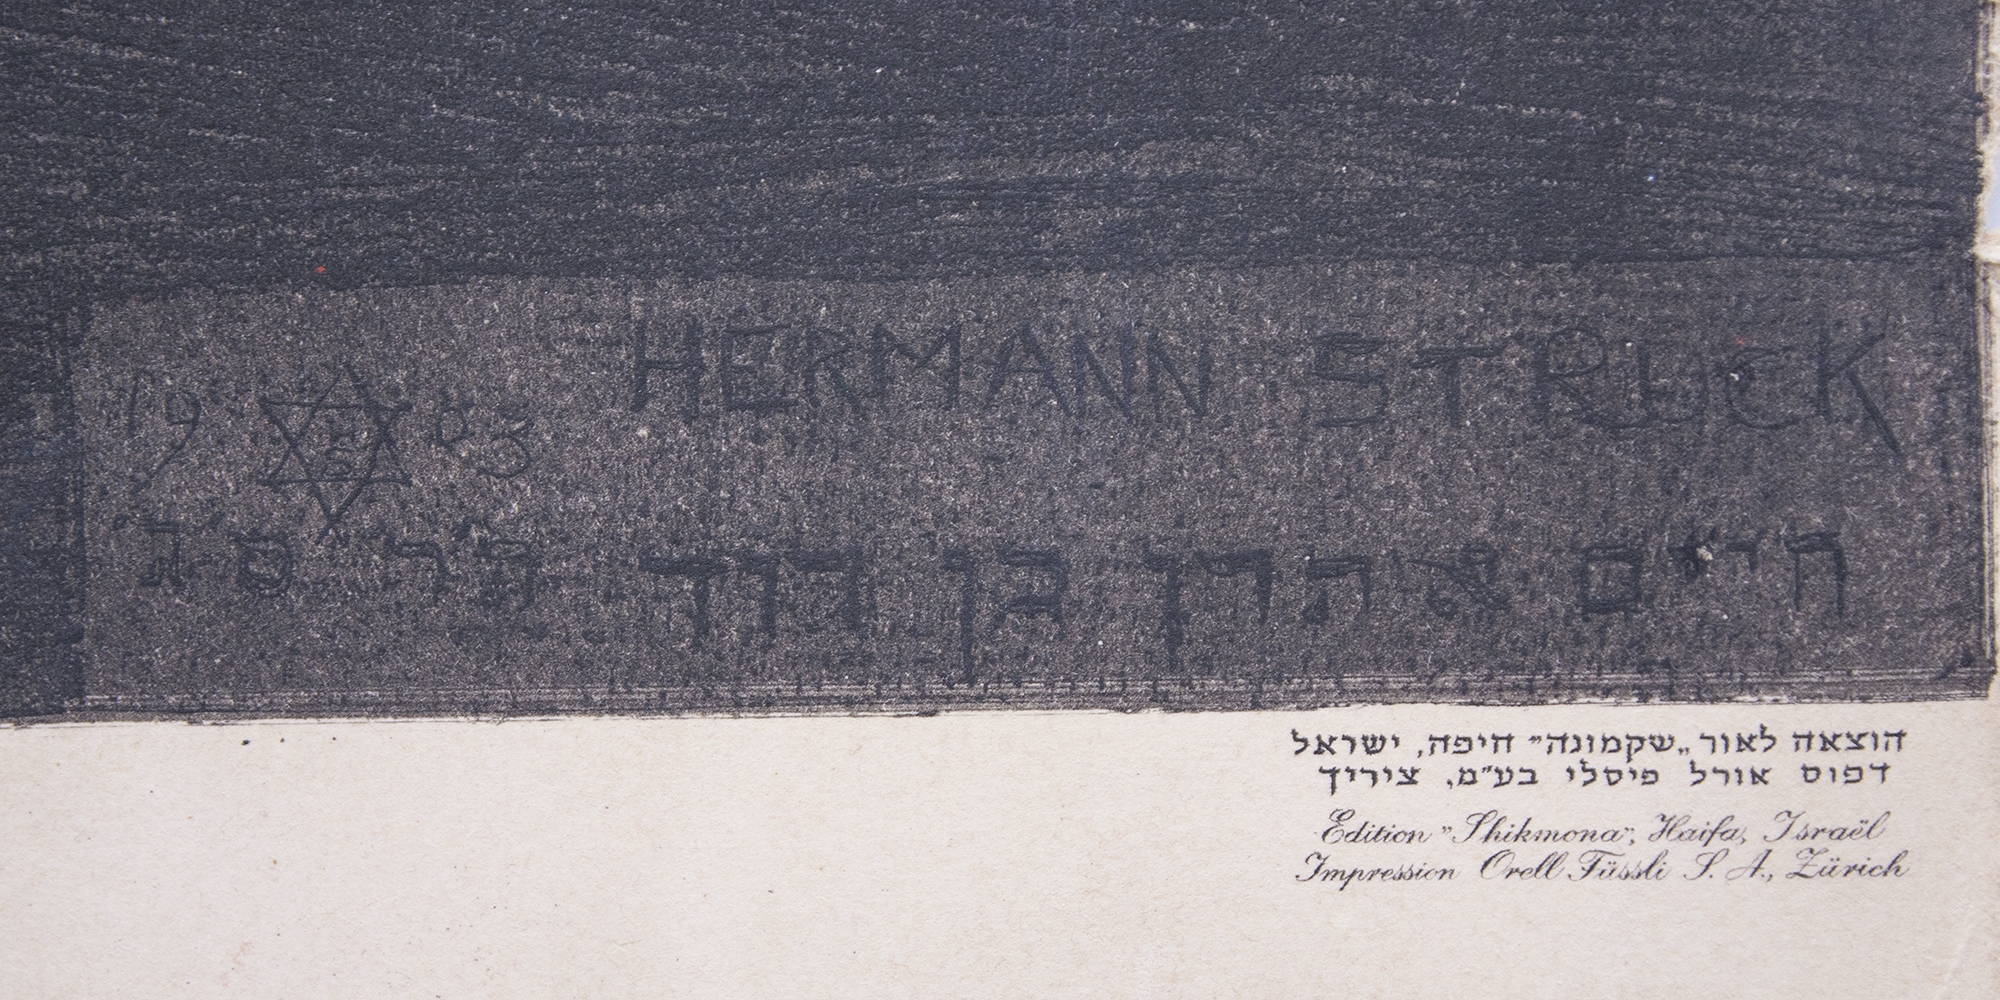 HERMANN STRUCK
19 HS 03
חיים אהרן בן דוד
הוצאה לאור „שקמונה” חיפה, ישראל
דפוס אורל פיסלי בע״מ, ציריך
Edition "Shikmona", Haifa, Israël
Impression Orell Füssli S. A., Zürich